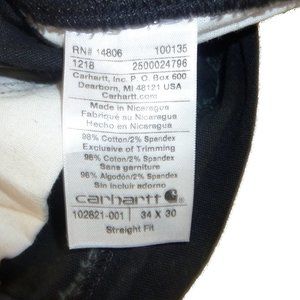 RN# 14806 100135
1218 2500024796
Carhartt, Inc. P.O. Box 600
Dearborn, MI 48121 USA
Carhartt.com
Made in Nicaragua
Fabriqué au Nicaragua
Hecho en Nicaragua
98% Cotton/2% Spandex
Exclusive of Trimming
98% Coton/2% Spandex
Sans garniture
98% Algodón/2% Spandex
Sin incluir adorno
carhartt
102821-001 34 X 30
Straight Fit